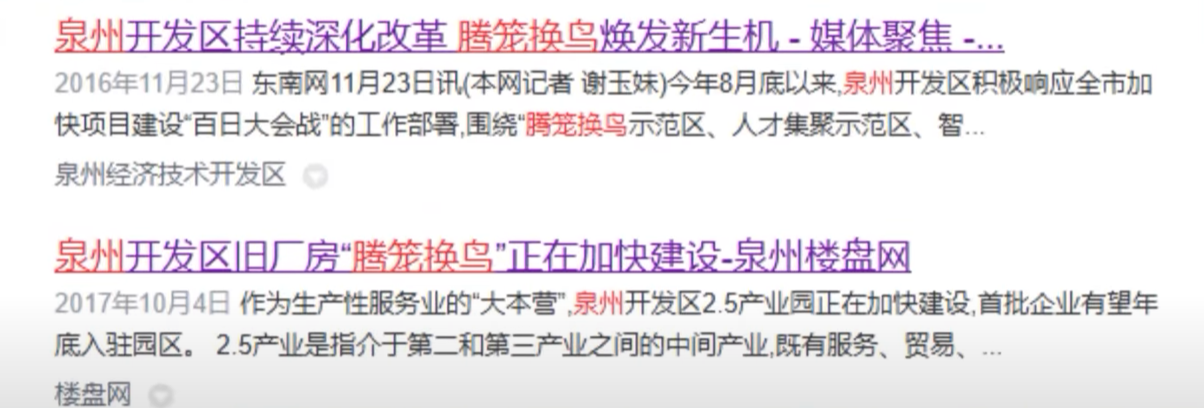 泉州开发区持续深化改革 腾笼换鸟焕发新生机 - 媒体聚焦 -...
2016年11月23日 东南网11月23日讯(本网记者 谢玉妹)今年8月底以来,泉州开发区积极响应全市加
快项目建设“百日大会战”的工作部署,围绕“腾笼换鸟示范区、人才集聚示范区、智...
泉州经济技术开发区
泉州开发区旧厂房“腾笼换鸟”正在加快建设-泉州楼盘网
2017年10月4日 作为生产性服务业的“大本营”,泉州开发区2.5产业园正在加快建设,首批企业有望年
底入驻园区。 2.5产业是指介于第二和第三产业之间的中间产业,既有服务、贸易、...
楼盘网